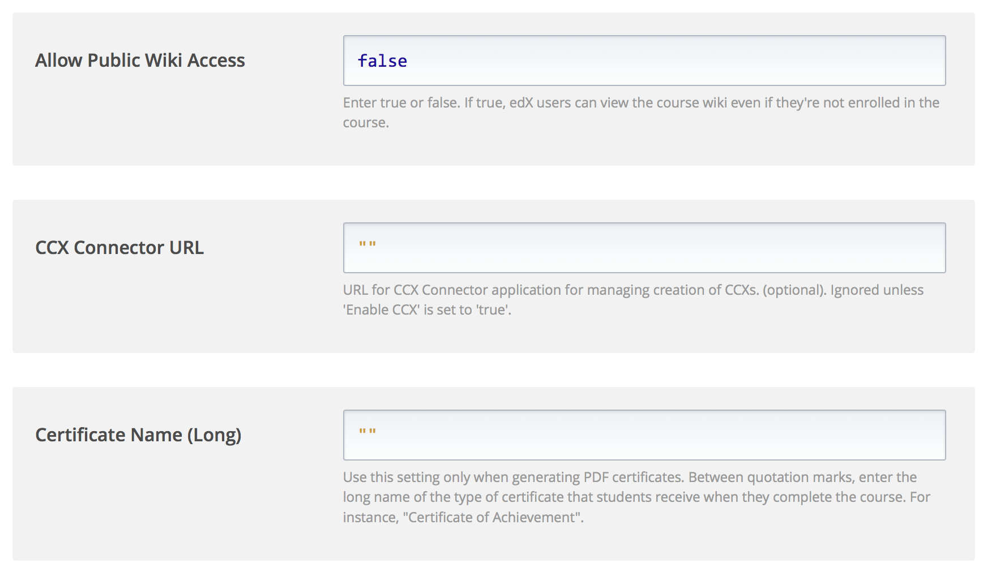 Allow Public Wiki Access
false
Enter true or false. If true, edX users can view the course wiki even if they're not enrolled in the
course.
CCX Connector URL
""
URL for CCX Connector application for managing creation of CCXs. (optional). Ignored unless
'Enable CCX' is set to 'true'.
Certificate Name (Long)
""
Use this setting only when generating PDF certificates. Between quotation marks, enter the
long name of the type of certificate that students receive when they complete the course. For
instance, "Certificate of Achievement".